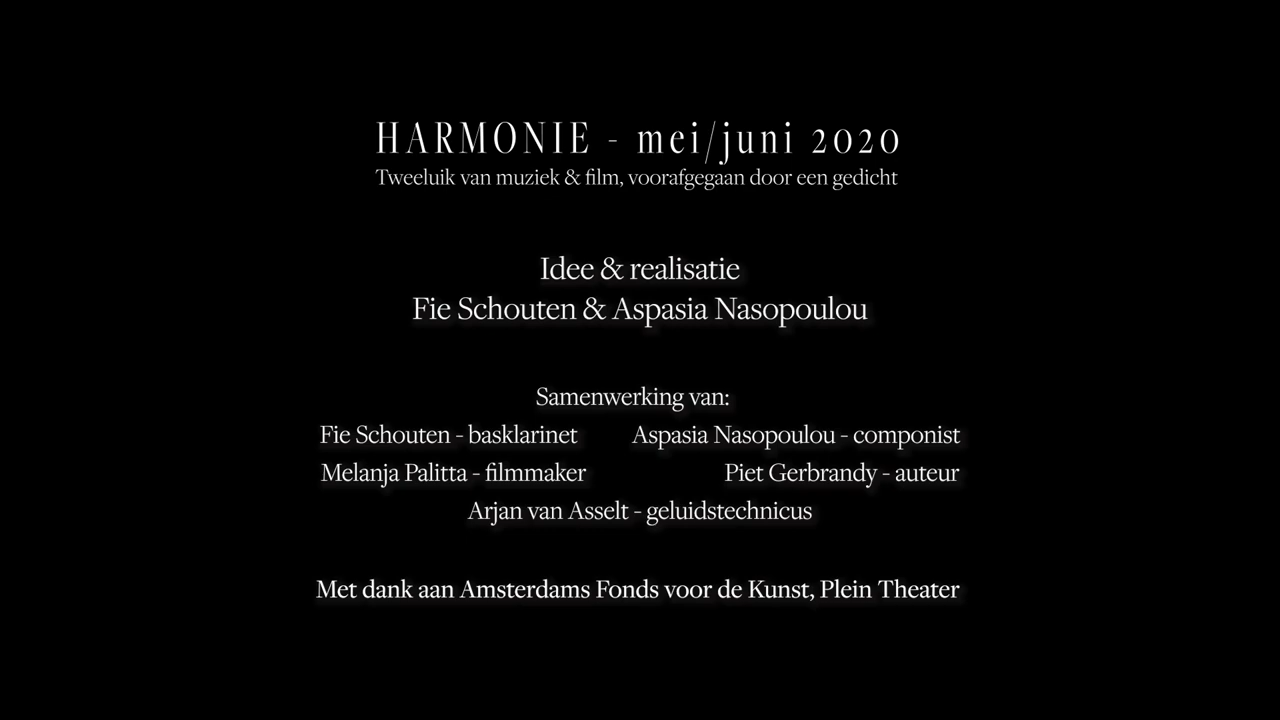 HARMONIE - mei/juni 2020
Tweeluik van muziek & film, voorafgegaan door een gedicht
Idee & realisatie
Fie Schouten & Aspasia Nasopoulou
Samenwerking van:
Fie Schouten - basklarinet Aspasia Nasopoulou - componist
Melanja Palitta - filmmaker Piet Gerbrandy - auteur
Arjan van Asselt - geluidstechnicus
Met dank aan Amsterdams Fonds voor de Kunst, Plein Theater